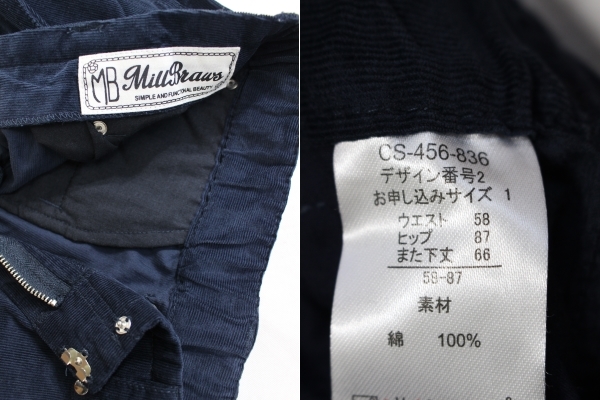 MB MillBraws
SIMPLE AND FUNCTIONAL BEAUTY
CS-456-836
デザイン番号2
お申し込みサイズ 1
ウエスト 58
ヒップ 87
また下丈 66
58-87
素材
綿 100%